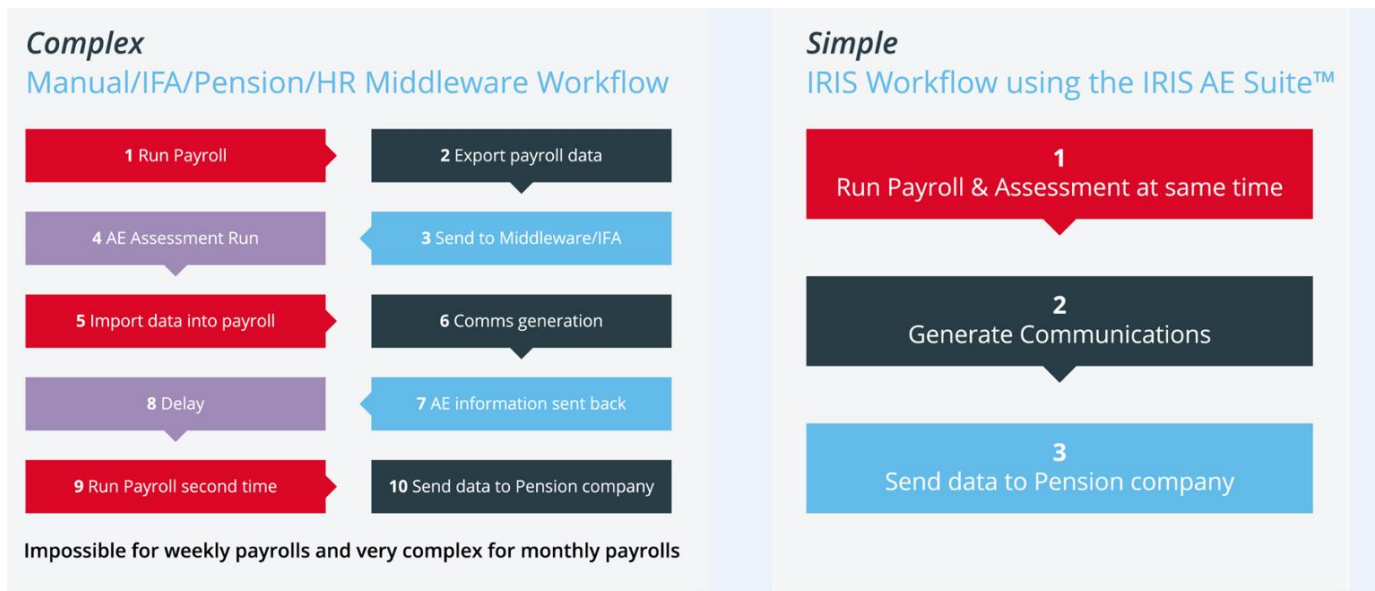 Complex
Manual/IFA/Pension/HR Middleware Workflow
1 Run Payroll
2 Export payroll data
3 Send to Middleware/IFA
4 AE Assessment Run
5 Import data into payroll
6 Comms generation
7 AE information sent back
8 Delay
9 Run Payroll second time
10 Send data to Pension company
Impossible for weekly payrolls and very complex for monthly payrolls
Simple
IRIS Workflow using the IRIS AE Suite™
1
Run Payroll & Assessment at same time
2
Generate Communications
3
Send data to Pension company